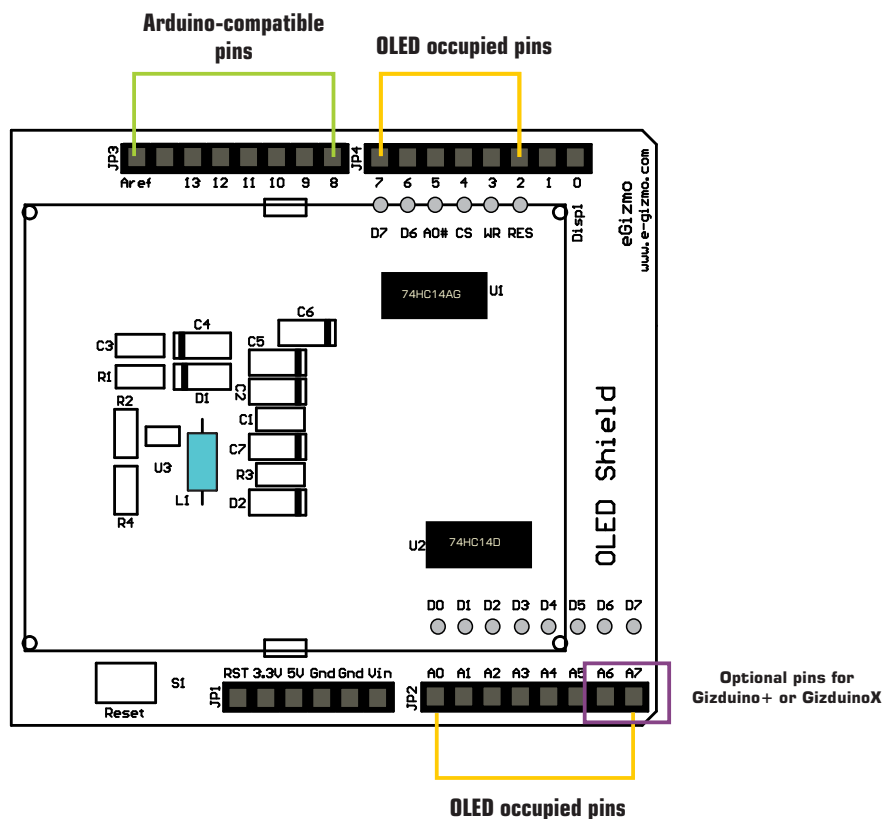 Arduino-compatible
pins
OLED occupied pins
JP3
JP4
Aref 13 12 11 10 9 8
7 6 5 4 3 2 1 0
D7 D6 A0# CS WR RES
Disp1
eGizmo
www.e-gizmo.com
74HC14AG
U1
C6
C4
C5
C3
R1
D1
C2
R2
C1
U3
C7
R3
L1
D2
R4
OLED Shield
U2
74HC14D
D0 D1 D2 D3 D4 D5 D6 D7
S1
Reset
RST 3.3V 5V Gnd Gnd Vin
JP1
A0 A1 A2 A3 A4 A5 A6 A7
JP2
Optional pins for
Gizduino+ or GizduinoX
OLED occupied pins